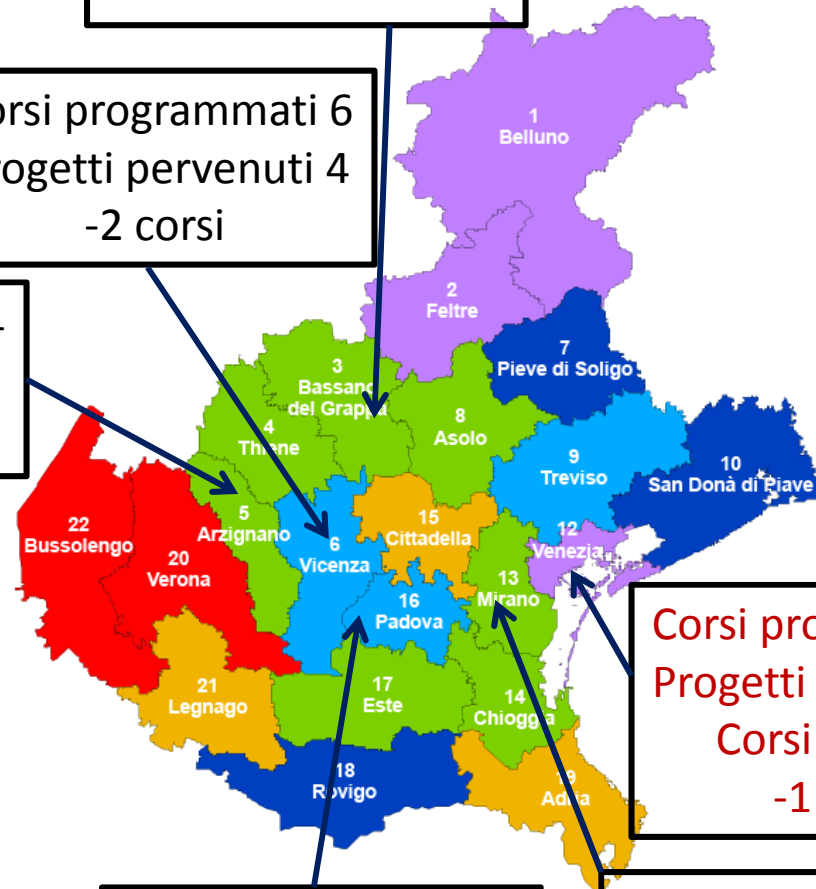 orsi programmati 6
rogetti pervenuti 4
-2 corsi
1
Belluno
2
Feltre
3
Bassano
del Grappa
4
Thiene
5
Arzignano
6
Vicenza
7
Pieve di Soligo
8
Asolo
9
Treviso
10
San Donà di Piave
12
Venezia
13
Mirano
14
Chioggia
15
Cittadella
16
Padova
17
Este
18
Rovigo
19
Adria
20
Verona
21
Legnago
22
Bussolengo
Corsi pro
Progetti
Corsi
-1